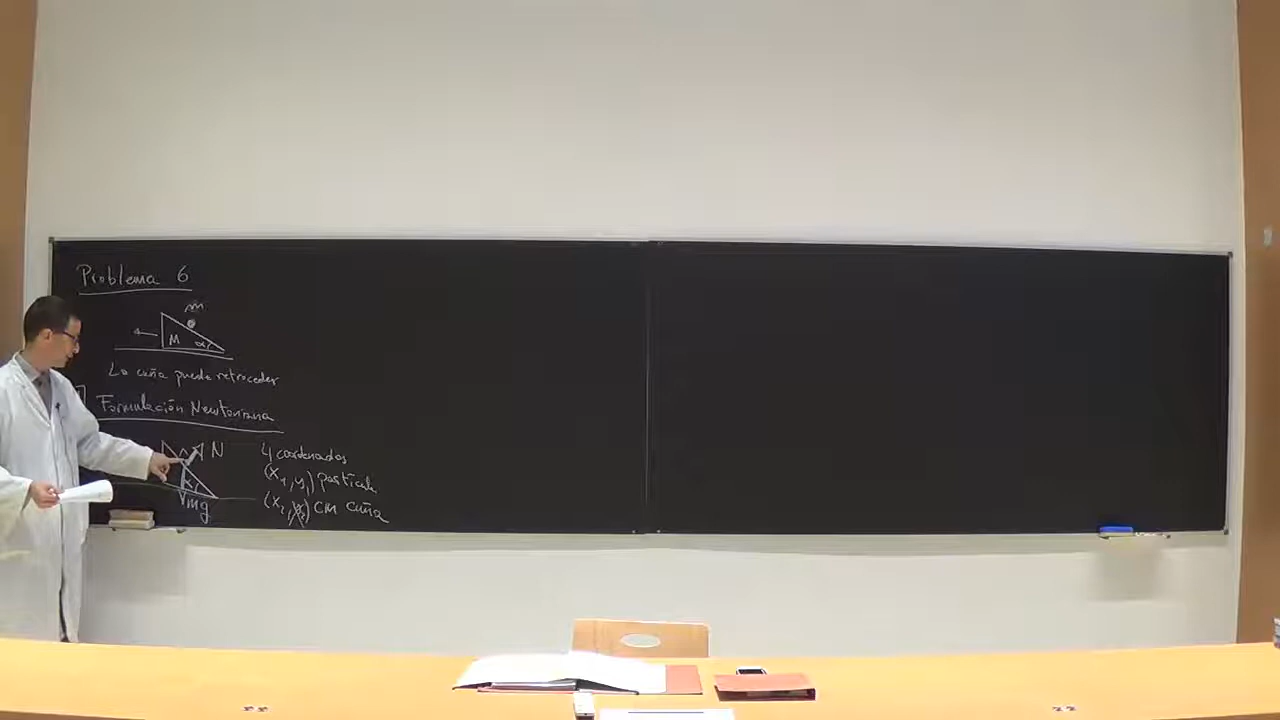 Problema 6
m
M α
La cuña puede retroceder
Formulación Newtoniana
N
α
mg
4 coordenadas
(x₁, y₁) partícula
(x₂, y₂) CM cuña